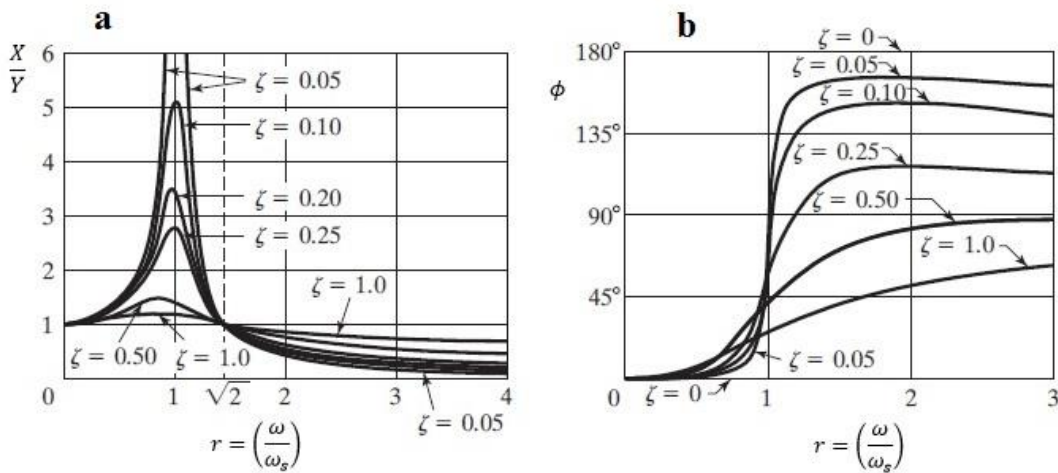 a
X
Y
6
5
4
3
2
1
0
ζ = 0.05
ζ = 0.10
ζ = 0.20
ζ = 0.25
ζ = 1.0
ζ = 0.50
ζ = 1.0
ζ = 0.05
1
√2
2
3
4
r = (ω/ω_s)
b
ϕ
180°
135°
90°
45°
0
ζ = 0
ζ = 0.05
ζ = 0.10
ζ = 0.25
ζ = 0.50
ζ = 1.0
ζ = 0.05
ζ = 0
1
2
3
r = (ω/ω_s)